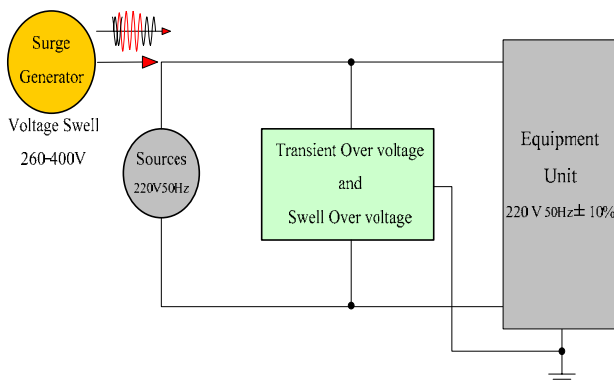 Surge
Generator
Voltage Swell
260-400V
Sources
220V50Hz
Transient Over voltage
and
Swell Over voltage
Equipment
Unit
220 V 50Hz± 10%